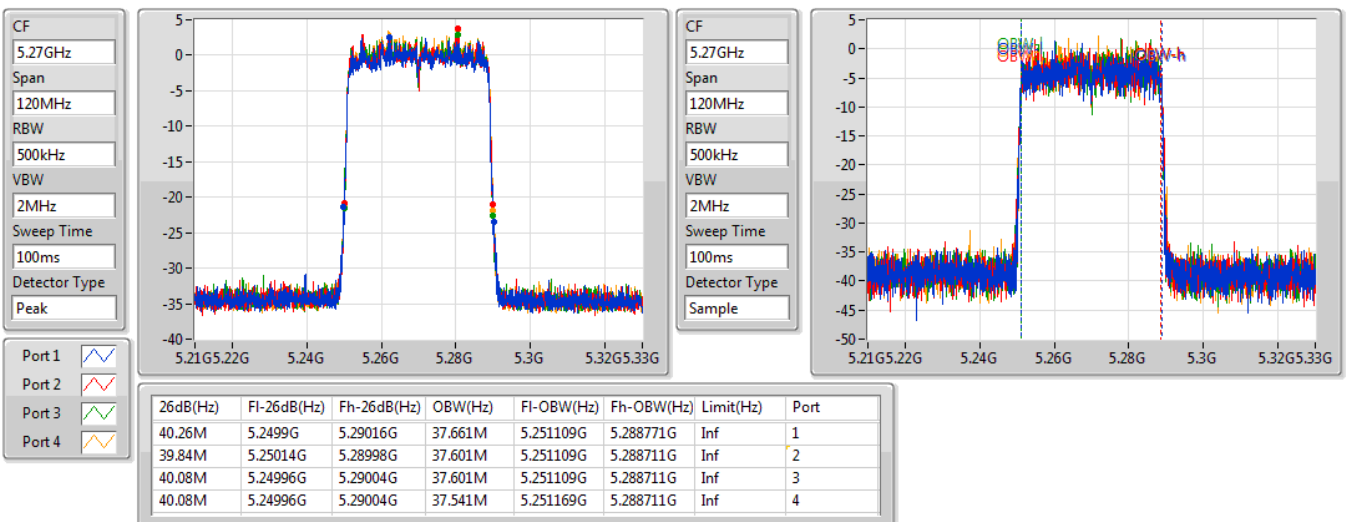 CF
5.27GHz
Span
120MHz
RBW
500kHz
VBW
2MHz
Sweep Time
100ms
Detector Type
Peak
5
0
-5
-10
-15
-20
-25
-30
-35
-40
5.21G 5.22G 5.24G 5.26G 5.28G 5.3G 5.32G 5.33G
CF
5.27GHz
Span
120MHz
RBW
500kHz
VBW
2MHz
Sweep Time
100ms
Detector Type
Sample
5
0
-5
-10
-15
-20
-25
-30
-35
-40
-45
-50
OBW-h
5.21G 5.22G 5.24G 5.26G 5.28G 5.3G 5.32G 5.33G
Port 1
Port 2
Port 3
Port 4
26dB(Hz) Fl-26dB(Hz) Fh-26dB(Hz) OBW(Hz) Fl-OBW(Hz) Fh-OBW(Hz) Limit(Hz) Port
40.26M 5.2499G 5.29016G 37.661M 5.251109G 5.288771G Inf 1
39.84M 5.25014G 5.28998G 37.601M 5.251109G 5.288711G Inf 2
40.08M 5.24996G 5.29004G 37.601M 5.251109G 5.288711G Inf 3
40.08M 5.24996G 5.29004G 37.541M 5.251169G 5.288711G Inf 4